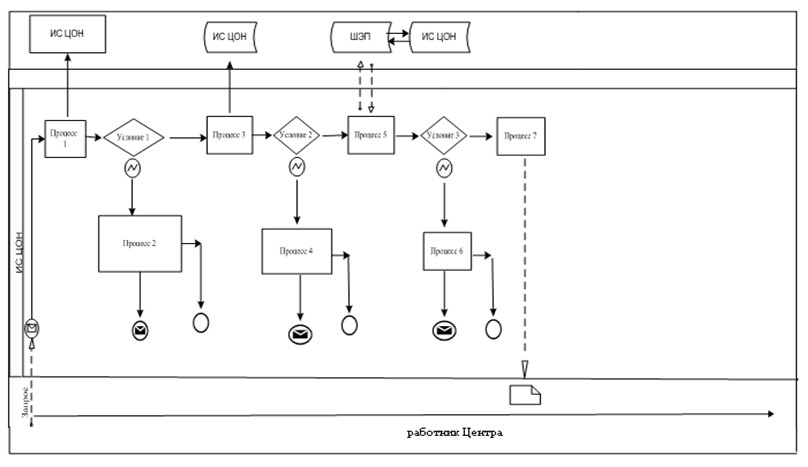 ИС ЦОН
ИС ЦОН
ШЭП
ИС ЦОН
Процесс
1
Условие 1
Процесс 3
Условие 2
Процесс 5
Условие 3
Процесс 7
ИС ЦОН
Процесс 2
Процесс 4
Процесс 6
Запрос
работник Центра